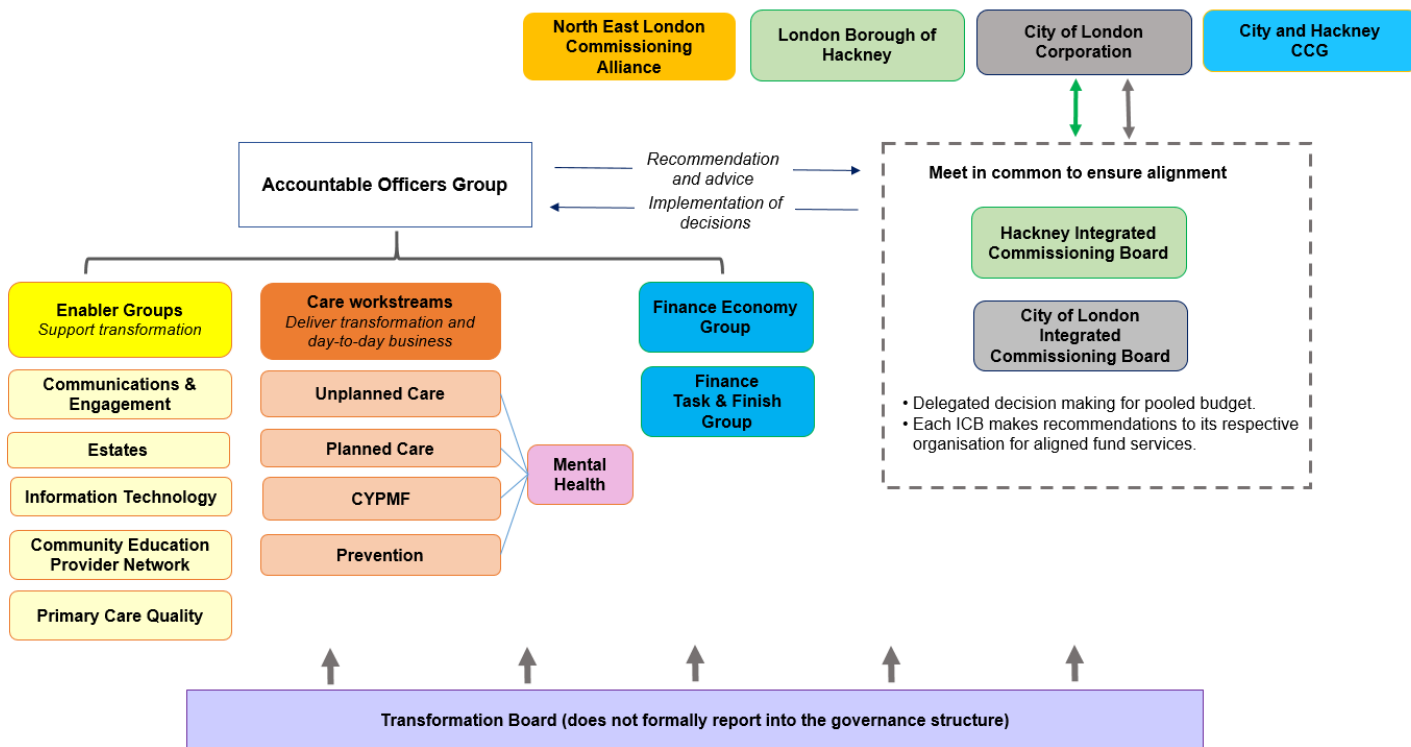 North East London
Commissioning
Alliance
London Borough of
Hackney
City of London
Corporation
City and Hackney
CCG
Accountable Officers Group
Recommendation
and advice
Implementation of
decisions
Meet in common to ensure alignment
Hackney Integrated
Commissioning Board
City of London
Integrated
Commissioning Board
• Delegated decision making for pooled budget.
• Each ICB makes recommendations to its respective
organisation for aligned fund services.
Enabler Groups
Support transformation
Communications &
Engagement
Estates
Information Technology
Community Education
Provider Network
Primary Care Quality
Care workstreams
Deliver transformation and
day-to-day business
Unplanned Care
Planned Care
CYPMF
Prevention
Mental
Health
Finance Economy
Group
Finance
Task & Finish
Group
Transformation Board (does not formally report into the governance structure)